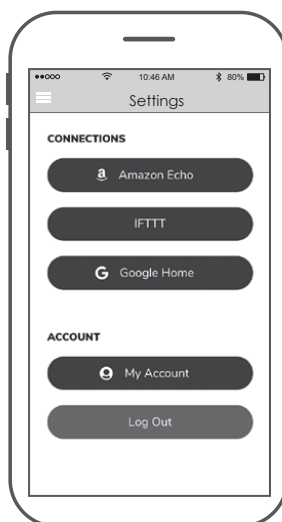 10:46 AM 80%
Settings
CONNECTIONS
a Amazon Echo
IFTTT
G Google Home
ACCOUNT
My Account
Log Out